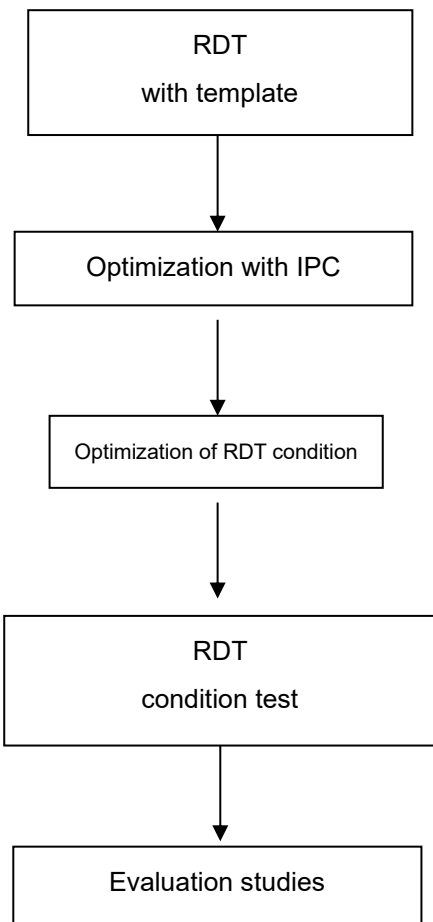 RDT
with template
Optimization with IPC
Optimization of RDT condition
RDT
condition test
Evaluation studies